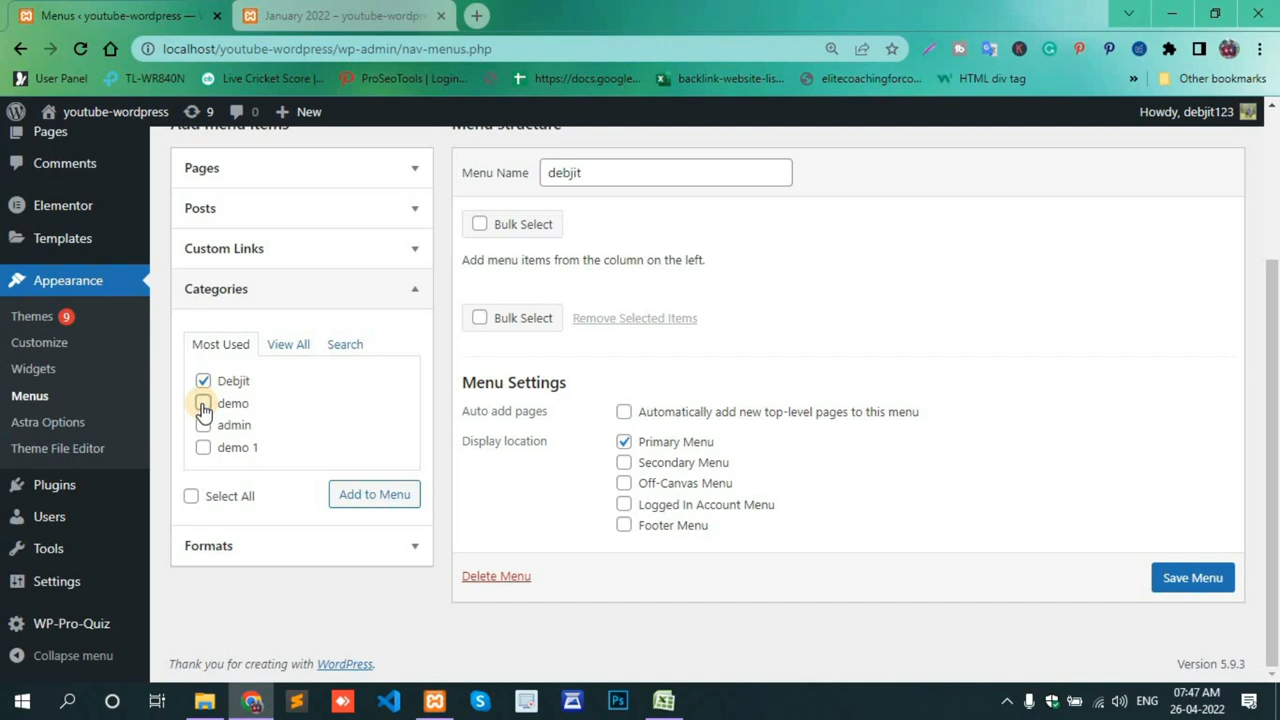 Menus ‹ youtube-wordpress —
January 2022 – youtube-wordpr
localhost/youtube-wordpress/wp-admin/nav-menus.php
User Panel
TL-WR840N
Live Cricket Score |...
ProSeoTools | Login...
https://docs.google...
backlink-website-lis...
elitecoachingforco...
HTML div tag
»
Other bookmarks
youtube-wordpress
9
0
New
Howdy, debjit123
Pages
Comments
Elementor
Templates
Appearance
Themes 9
Customize
Widgets
Menus
Astra Options
Theme File Editor
Plugins
Users
Tools
Settings
WP-Pro-Quiz
Collapse menu
Add menu items
Pages
Posts
Custom Links
Categories
Most Used
View All
Search
Debjit
demo
admin
demo 1
Select All
Add to Menu
Formats
Menu structure
Menu Name
debjit
Bulk Select
Add menu items from the column on the left.
Bulk Select
Remove Selected Items
Menu Settings
Auto add pages
Automatically add new top-level pages to this menu
Display location
Primary Menu
Secondary Menu
Off-Canvas Menu
Logged In Account Menu
Footer Menu
Delete Menu
Save Menu
Thank you for creating with WordPress.
Version 5.9.3
ENG
07:47 AM
26-04-2022